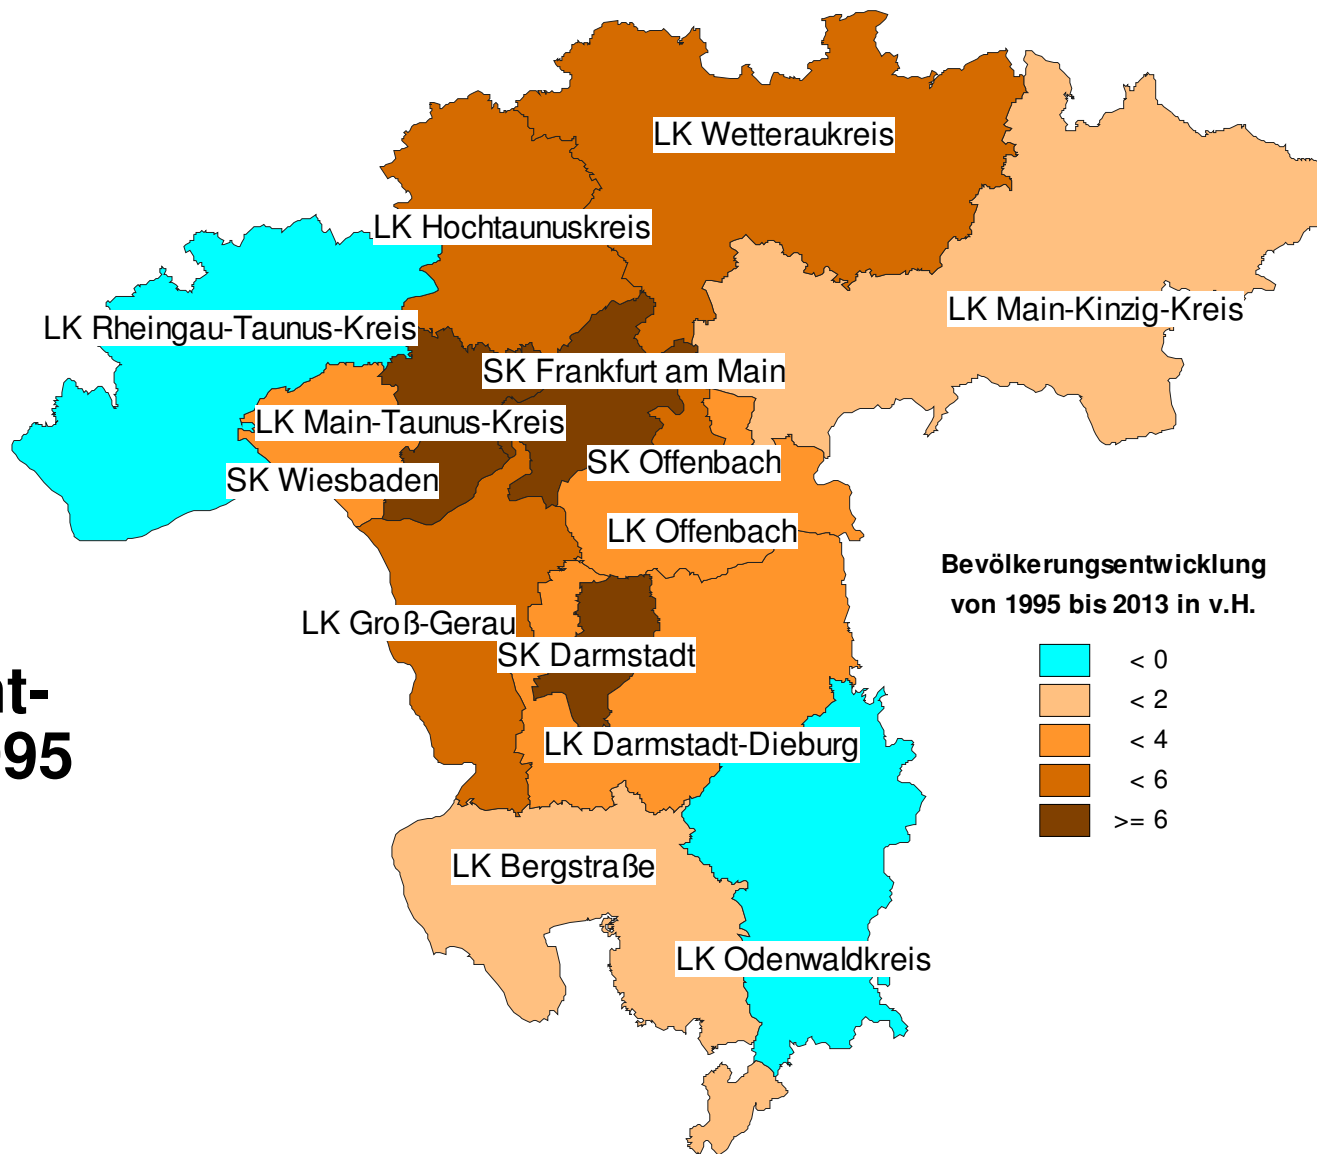 LK Wetteraukreis
LK Hochtaunuskreis
LK Main-Kinzig-Kreis
LK Rheingau-Taunus-Kreis
SK Frankfurt am Main
LK Main-Taunus-Kreis
SK Offenbach
SK Wiesbaden
LK Offenbach
LK Groß-Gerau
SK Darmstadt
LK Darmstadt-Dieburg
LK Bergstraße
LK Odenwaldkreis
Bevölkerungsentwicklung
von 1995 bis 2013 in v.H.
< 0
< 2
< 4
< 6
>= 6
t-
95